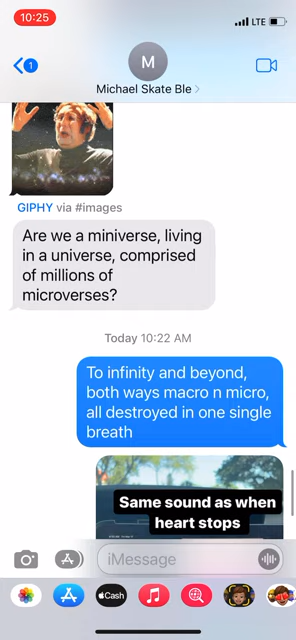 10:25
LTE
1
M
Michael Skate Ble
GIPHY via #images
Are we a miniverse, living
in a universe, comprised
of millions of
microverses?
Today 10:22 AM
To infinity and beyond,
both ways macro n micro,
all destroyed in one single
breath
Same sound as when
heart stops
iMessage
Cash